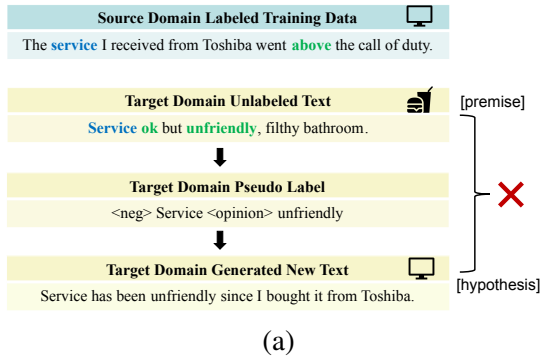 Source Domain Labeled Training Data
The service I received from Toshiba went above the call of duty.
Target Domain Unlabeled Text
[premise]
Service ok but unfriendly, filthy bathroom.
Target Domain Pseudo Label
<neg> Service <opinion> unfriendly
Target Domain Generated New Text
[hypothesis]
Service has been unfriendly since I bought it from Toshiba.
(a)